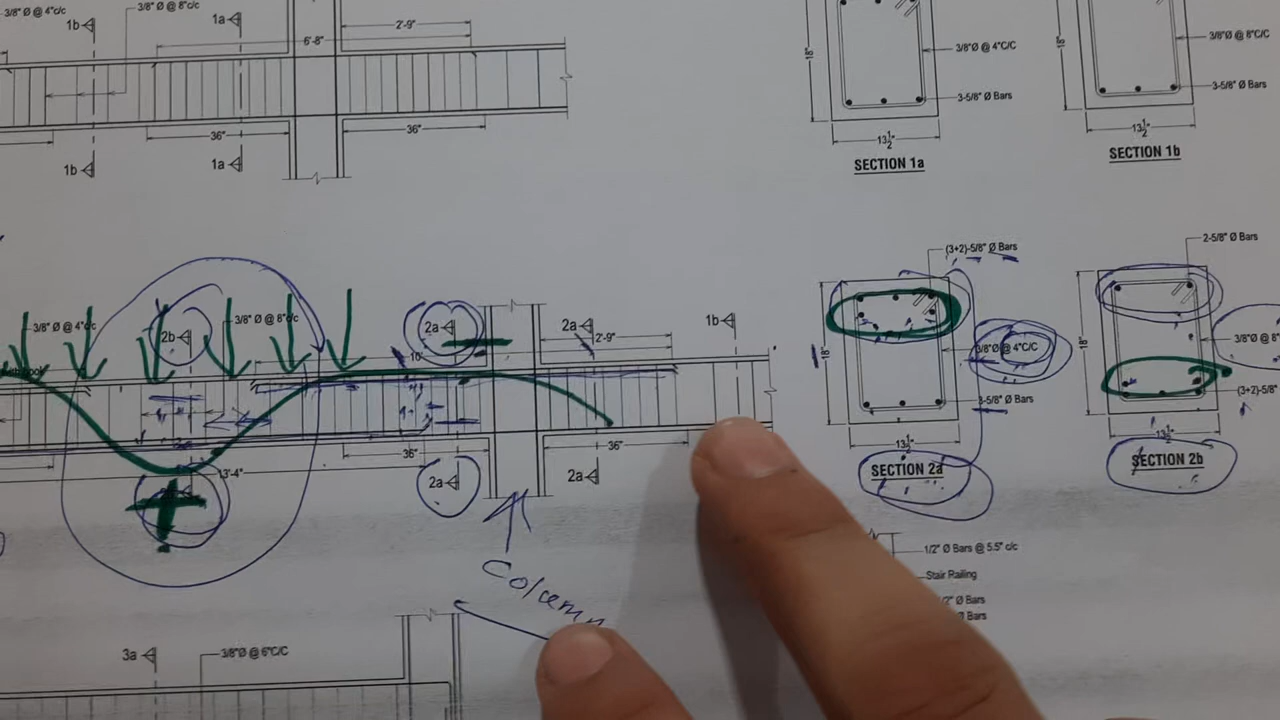 3/8" Ø @ 4"c/c
3/8" Ø @ 8"c/c
1b
1a
2'-9"
6'-8"
36"
36"
1b
1a
18"
3/8"Ø @ 4"C/C
3-5/8" Ø Bars
13½"
SECTION 1a
18"
3/8"Ø @ 8"C/C
3-5/8" Ø Bars
13½"
SECTION 1b
3/8" Ø @ 4"c/c
2b
3/8" Ø @ 8"c/c
2a
2a
2'-9"
1b
10'
36"
36"
13'-4"
2a
2a
Column
(3+2)-5/8" Ø Bars
18"
3/8"Ø @ 4"C/C
3-5/8" Ø Bars
13½"
SECTION 2a
2-5/8" Ø Bars
18"
3/8"Ø @ 8"
(3+2)-5/8"
13½"
SECTION 2b
1/2" Ø Bars @ 5.5" c/c
Stair Railing
/2" Ø Bars
Ø Bars
3a
3/8"Ø @ 6"C/C